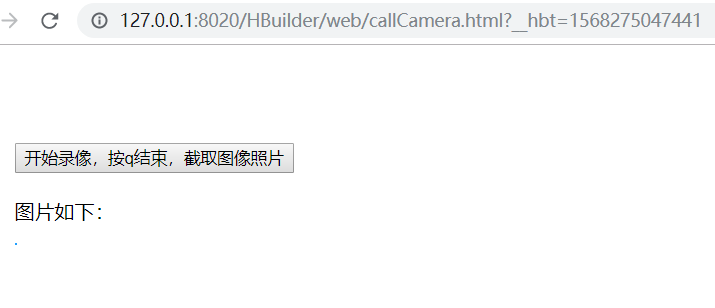 127.0.0.1:8020/HBuilder/web/callCamera.html?__hbt=1568275047441
开始录像，按q结束，截取图像照片
图片如下：